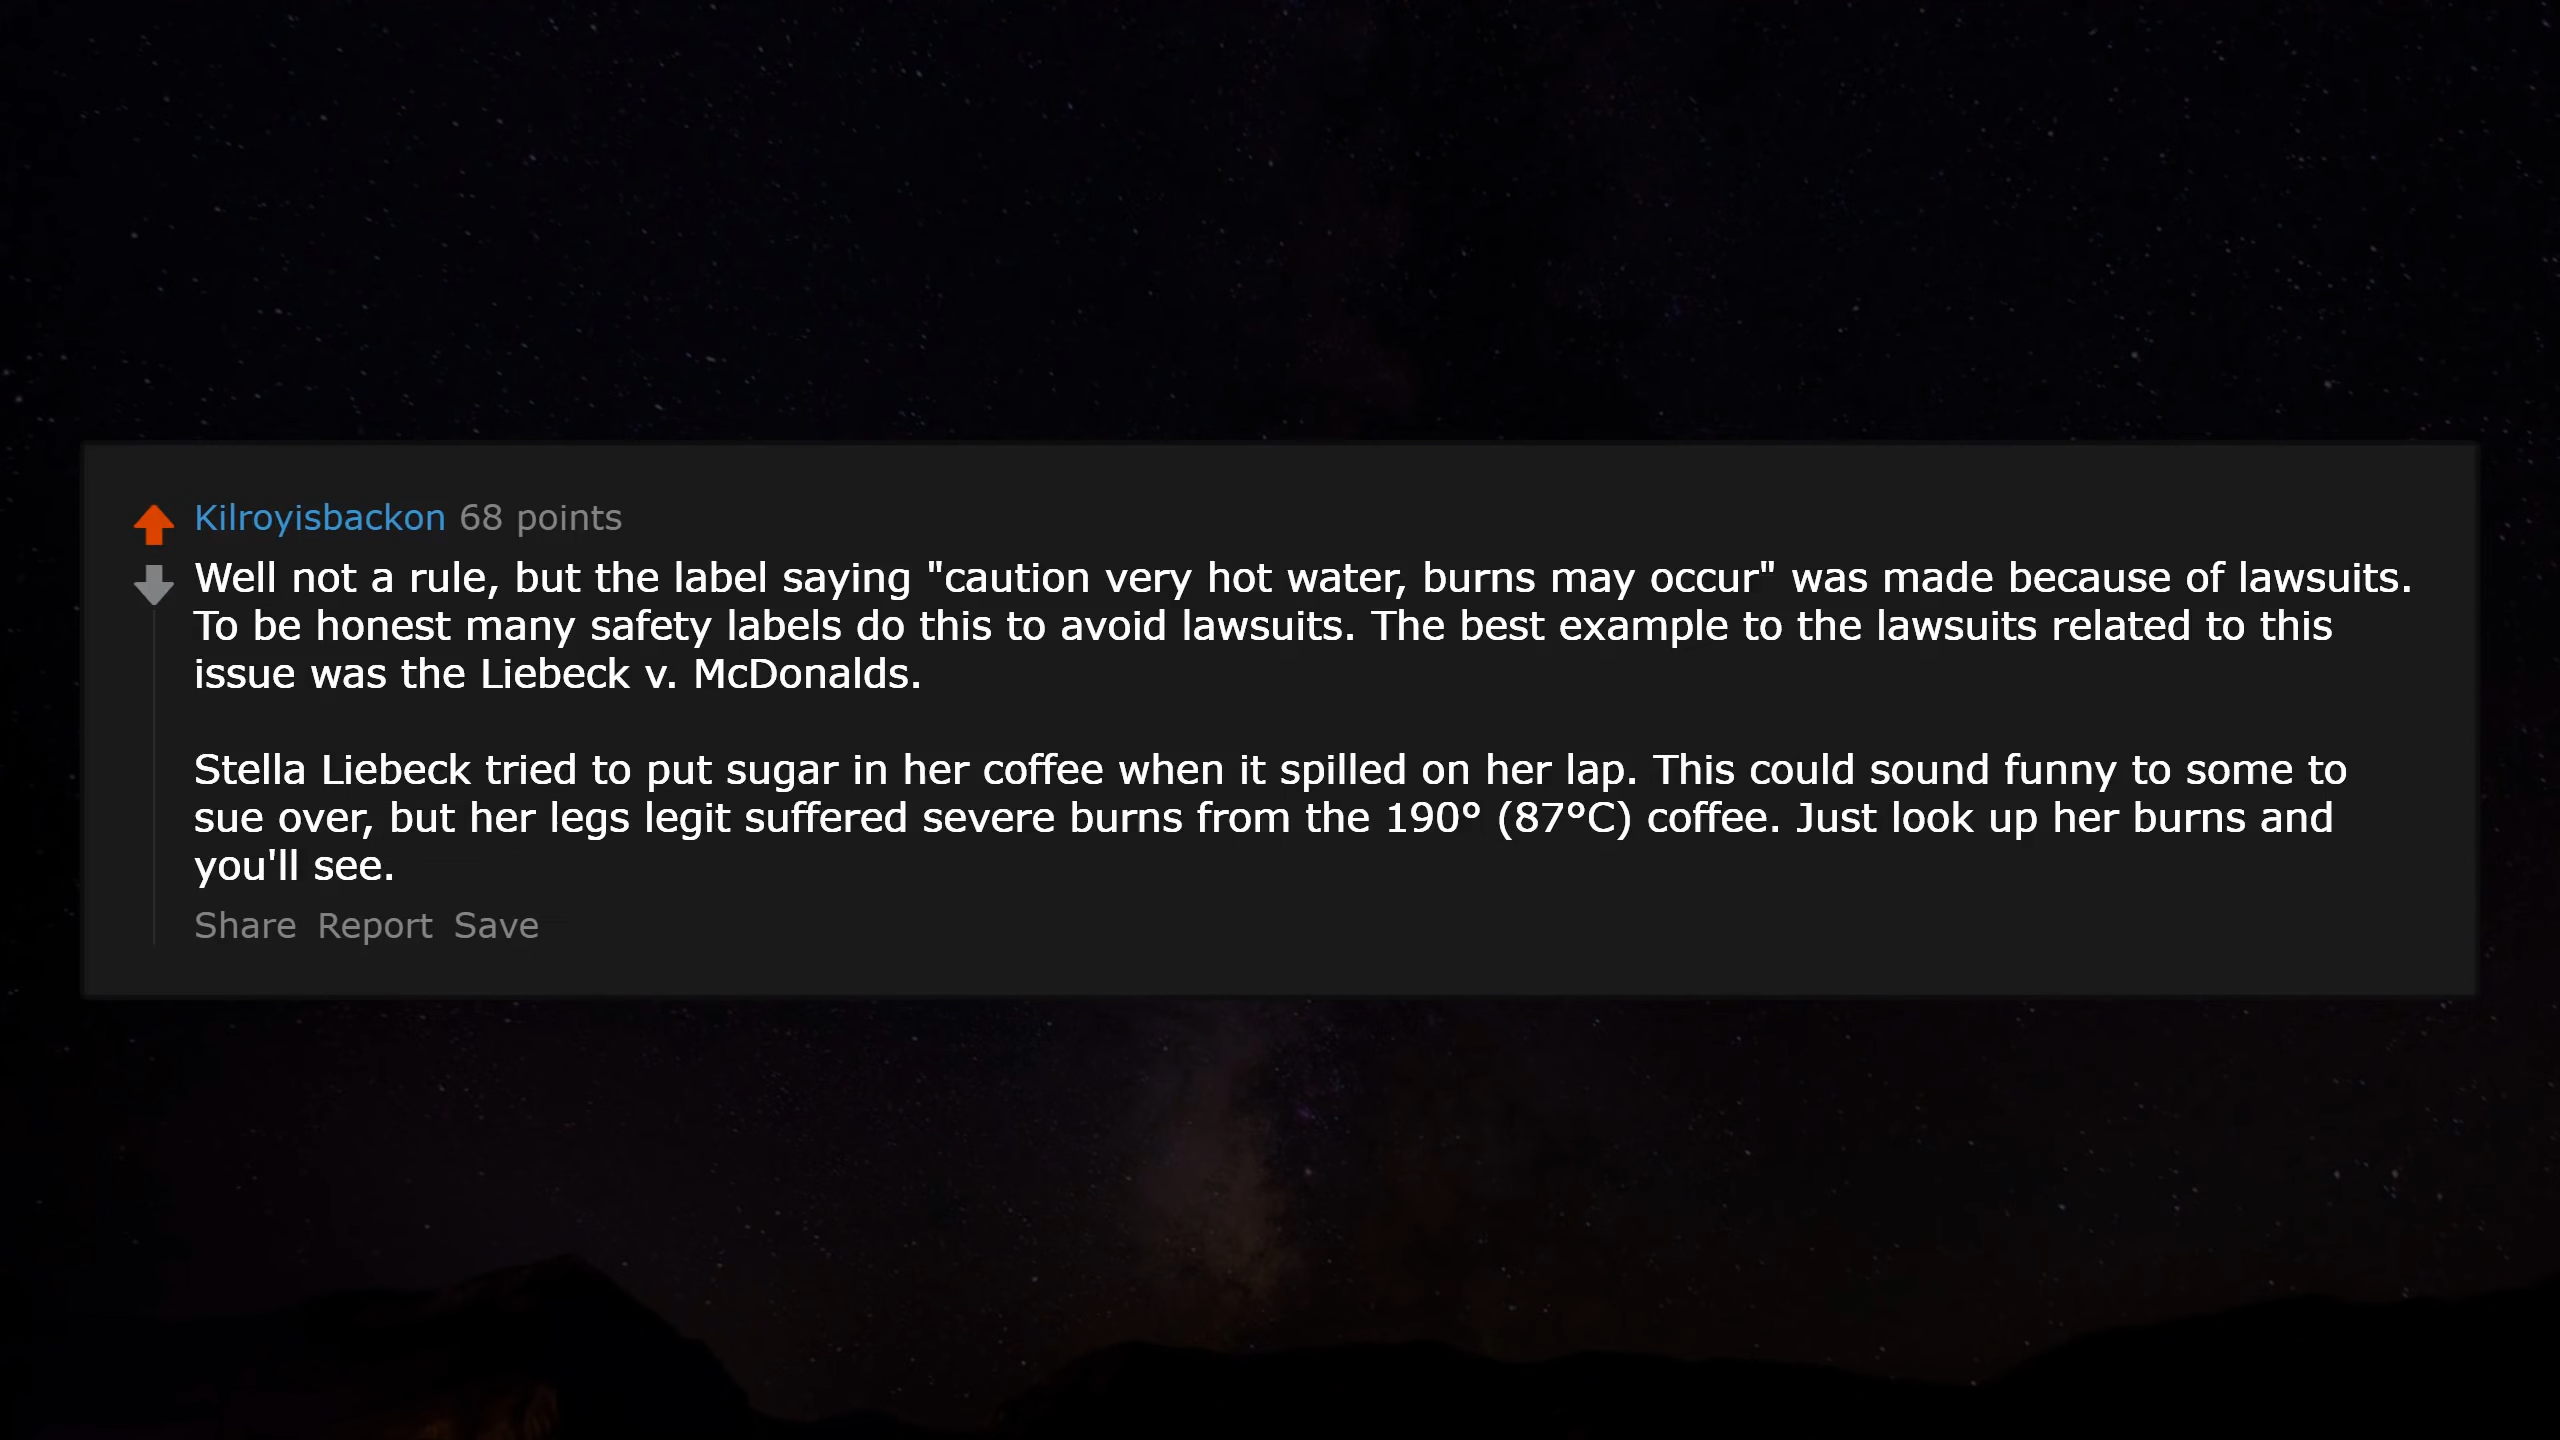 Kilroyisbackon 68 points
Well not a rule, but the label saying "caution very hot water, burns may occur" was made because of lawsuits.
To be honest many safety labels do this to avoid lawsuits. The best example to the lawsuits related to this
issue was the Liebeck v. McDonalds.
Stella Liebeck tried to put sugar in her coffee when it spilled on her lap. This could sound funny to some to
sue over, but her legs legit suffered severe burns from the 190° (87°C) coffee. Just look up her burns and
you'll see.
Share Report Save